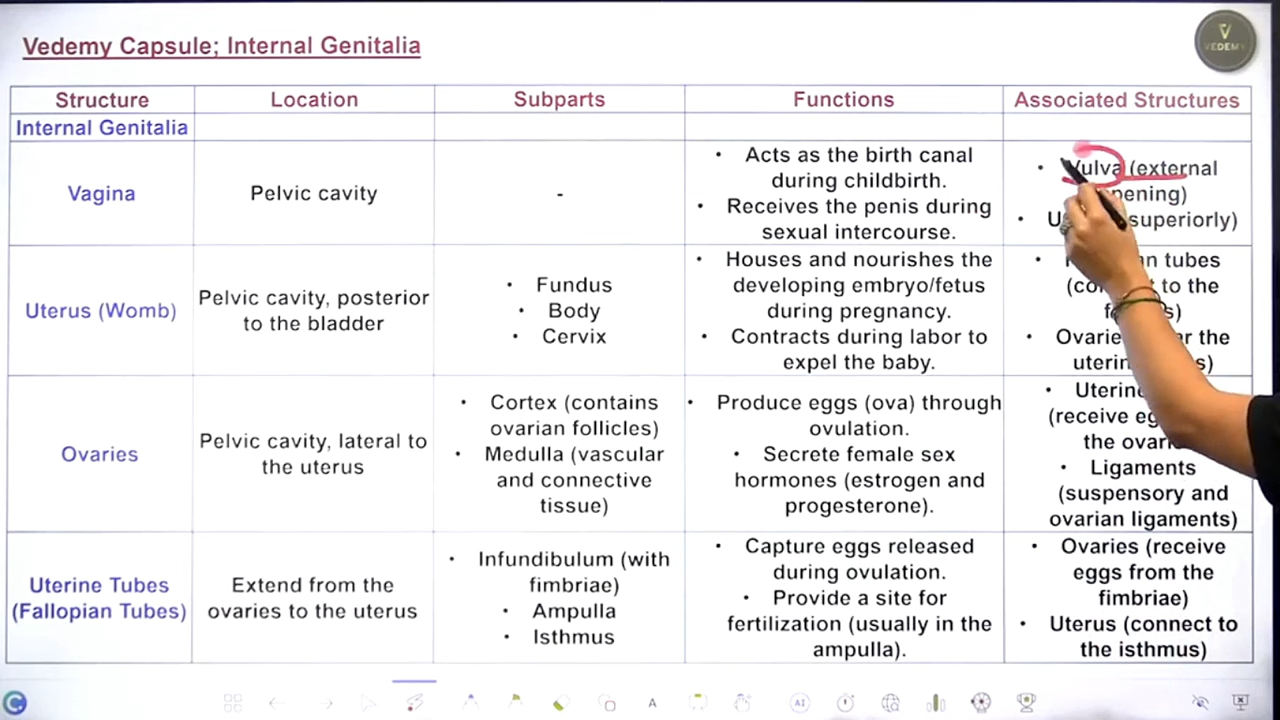 Vedemy Capsule; Internal Genitalia
VEDEMY
Structure
Location
Subparts
Functions
Associated Structures
Internal Genitalia
Vagina
Pelvic cavity
-
• Acts as the birth canal
during childbirth.
• Receives the penis during
sexual intercourse.
• Vulva (external
superiorly)
Uterus (Womb)
Pelvic cavity, posterior
to the bladder
• Fundus
• Body
• Cervix
• Houses and nourishes the
developing embryo/fetus
during pregnancy.
• Contracts during labor to
expel the baby.
tubes
to the
the
Ovaries
Pelvic cavity, lateral to
the uterus
• Cortex (contains
ovarian follicles)
• Medulla (vascular
and connective
tissue)
• Produce eggs (ova) through
ovulation.
• Secrete female sex
hormones (estrogen and
progesterone).
(receive
the
• Ligaments
(suspensory and
ovarian ligaments)
Uterine Tubes
(Fallopian Tubes)
Extend from the
ovaries to the uterus
• Infundibulum (with
fimbriae)
• Ampulla
• Isthmus
• Capture eggs released
during ovulation.
• Provide a site for
fertilization (usually in the
ampulla).
• Ovaries (receive
eggs from the
fimbriae)
• Uterus (connect to
the isthmus)
A
AI